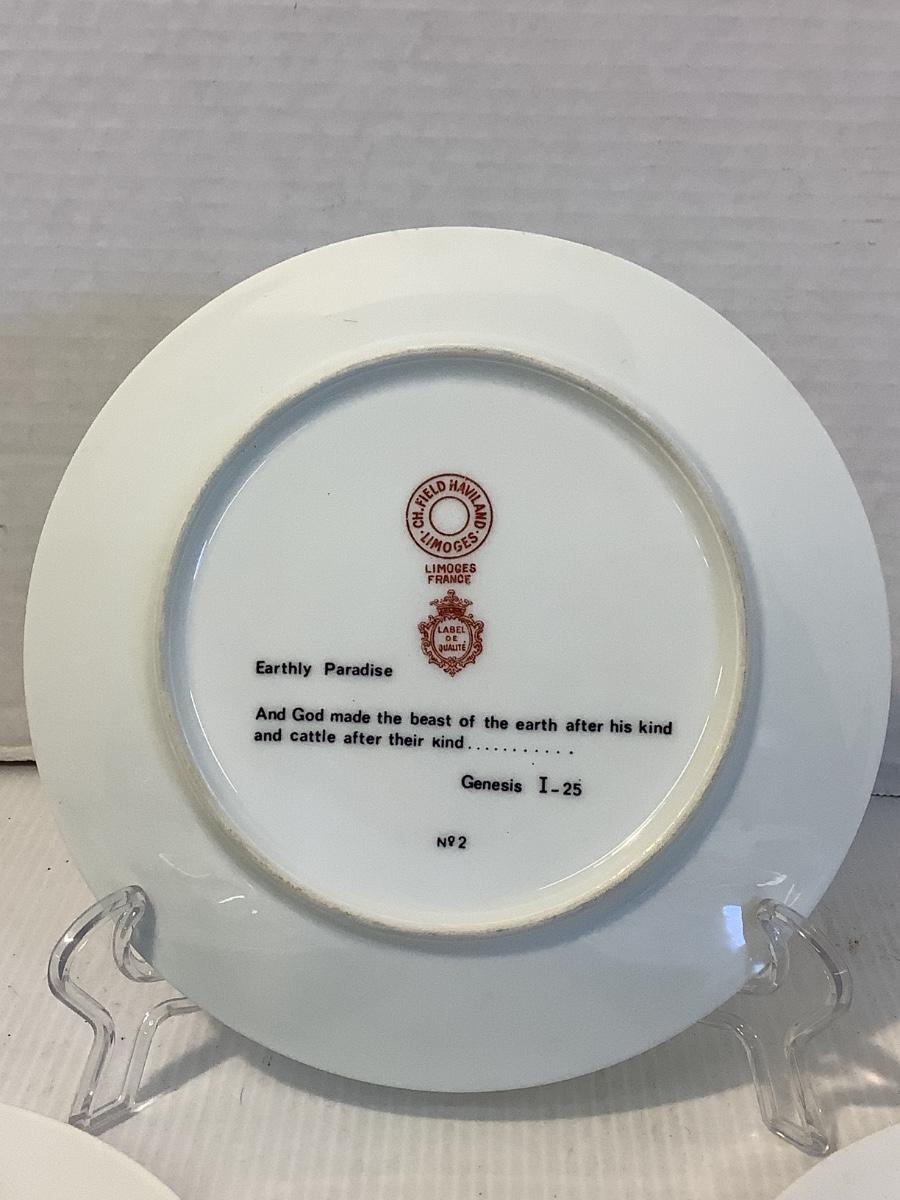 CH. FIELD HAVILAND
· LIMOGES ·
LIMOGES
FRANCE
LABEL
DE
QUALITÉ
Earthly Paradise
And God made the beast of the earth after his kind
and cattle after their kind...........
Genesis I-25
Nº2